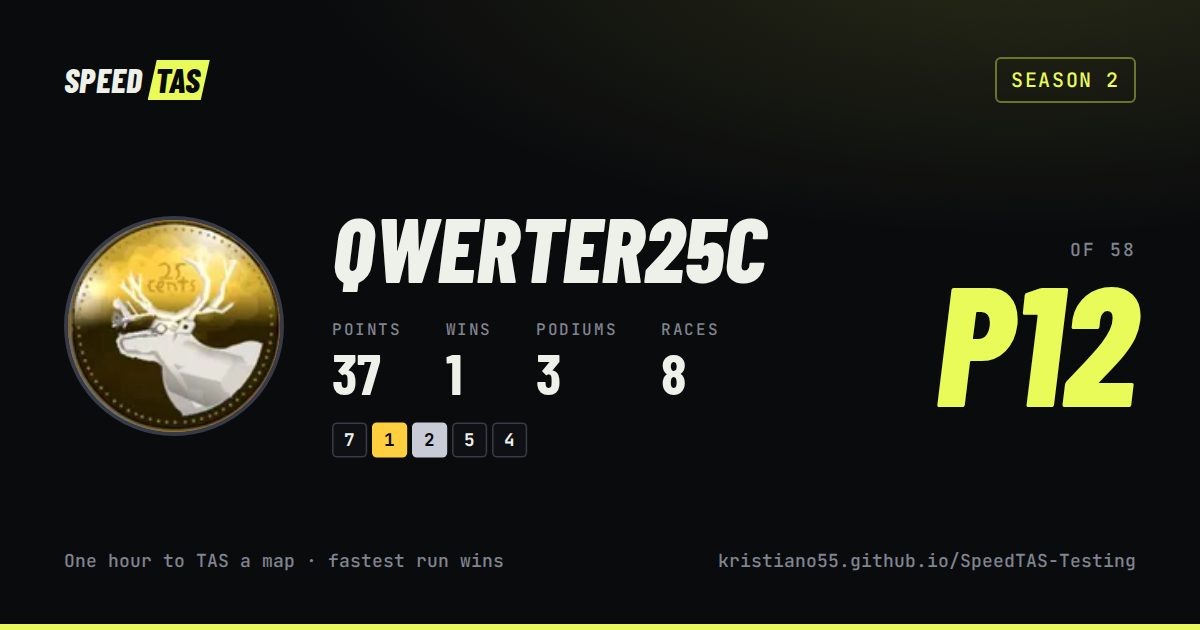 SPEED TAS
SEASON 2
25
cents
QWERTER25C
POINTS WINS PODIUMS RACES
37 1 3 8
7 1 2 5 4
OF 58
P12
One hour to TAS a map · fastest run wins
kristiano55.github.io/SpeedTAS-Testing